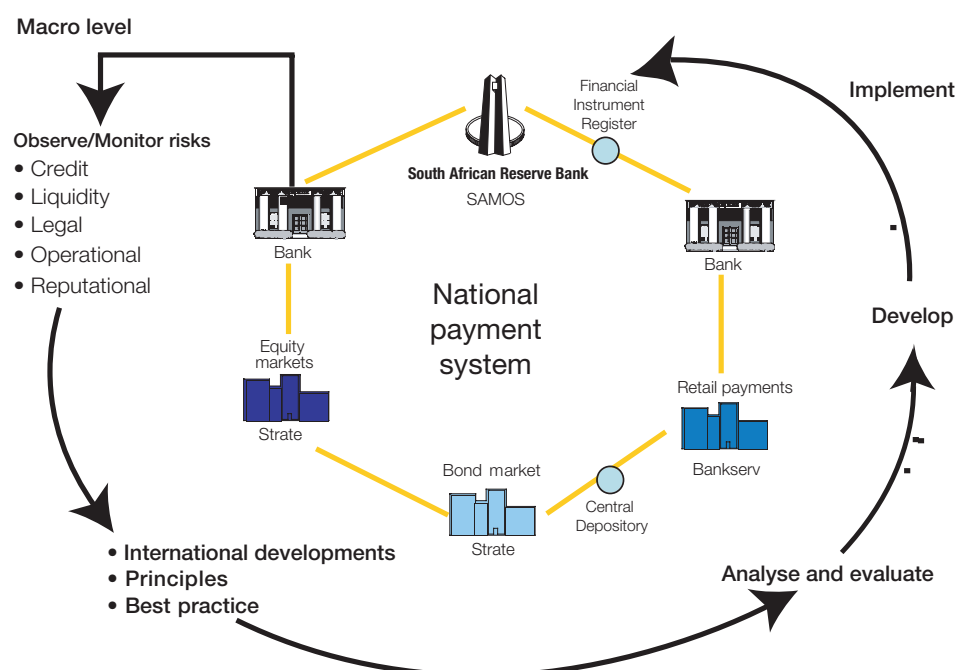 Macro level
Observe/Monitor risks
• Credit
• Liquidity
• Legal
• Operational
• Reputational
Financial
Instrument
Register
Implement
South African Reserve Bank
SAMOS
Bank
Bank
National
payment
system
Develop
Equity
markets
Strate
Retail payments
Bankserv
Bond market
Strate
Central
Depository
• International developments
• Principles
• Best practice
Analyse and evaluate